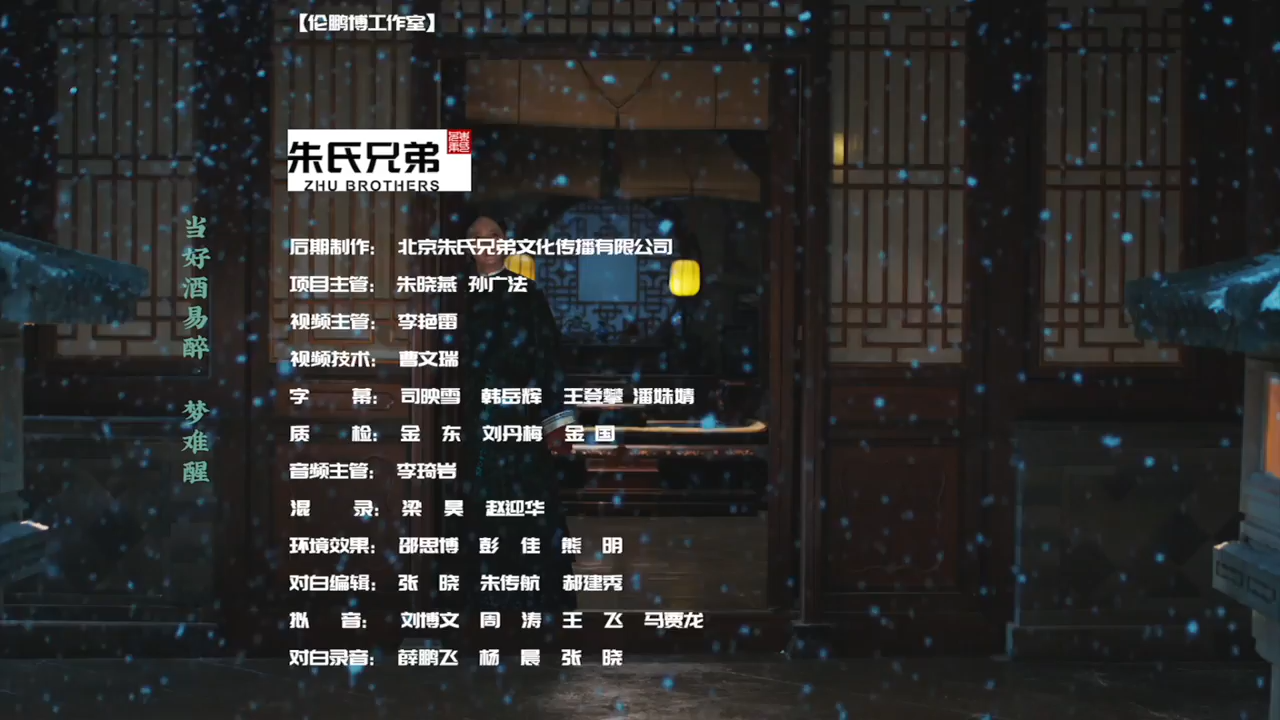 【伦鹏博工作室】
朱氏兄弟
ZHU BROTHERS
后期制作： 北京朱氏兄弟文化传播有限公司
项目主管： 朱晓燕 孙广法
视频主管： 李艳雷
视频技术： 曹文瑞
字 幕： 司映雪 韩岳辉 王登攀 潘姝婧
质 检： 金 东 刘丹梅 金 国
音频主管： 李琦岩
混 录： 梁 昊 赵迎华
环境效果： 邵思博 彭 佳 熊 明
对白编辑： 张 晓 朱传航 郝建秀
拟 音： 刘博文 周 涛 王 飞 马贾龙
对白录音： 薛鹏飞 杨 晨 张 晓
当好酒易醉 梦难醒